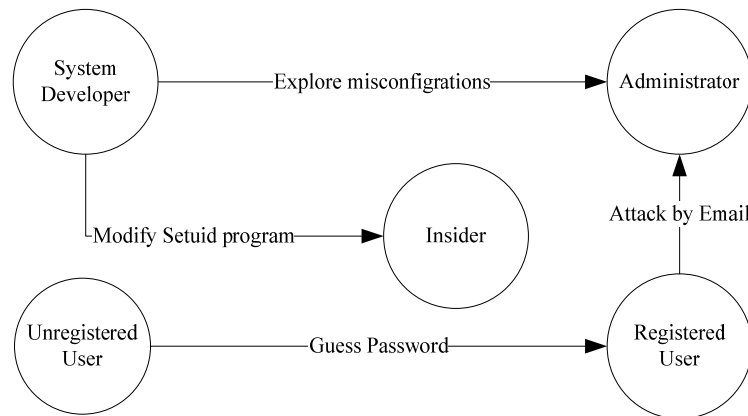 System
Developer
Explore misconfigrations
Administrator
Modify Setuid program
Insider
Attack by Email
Unregistered
User
Guess Password
Registered
User